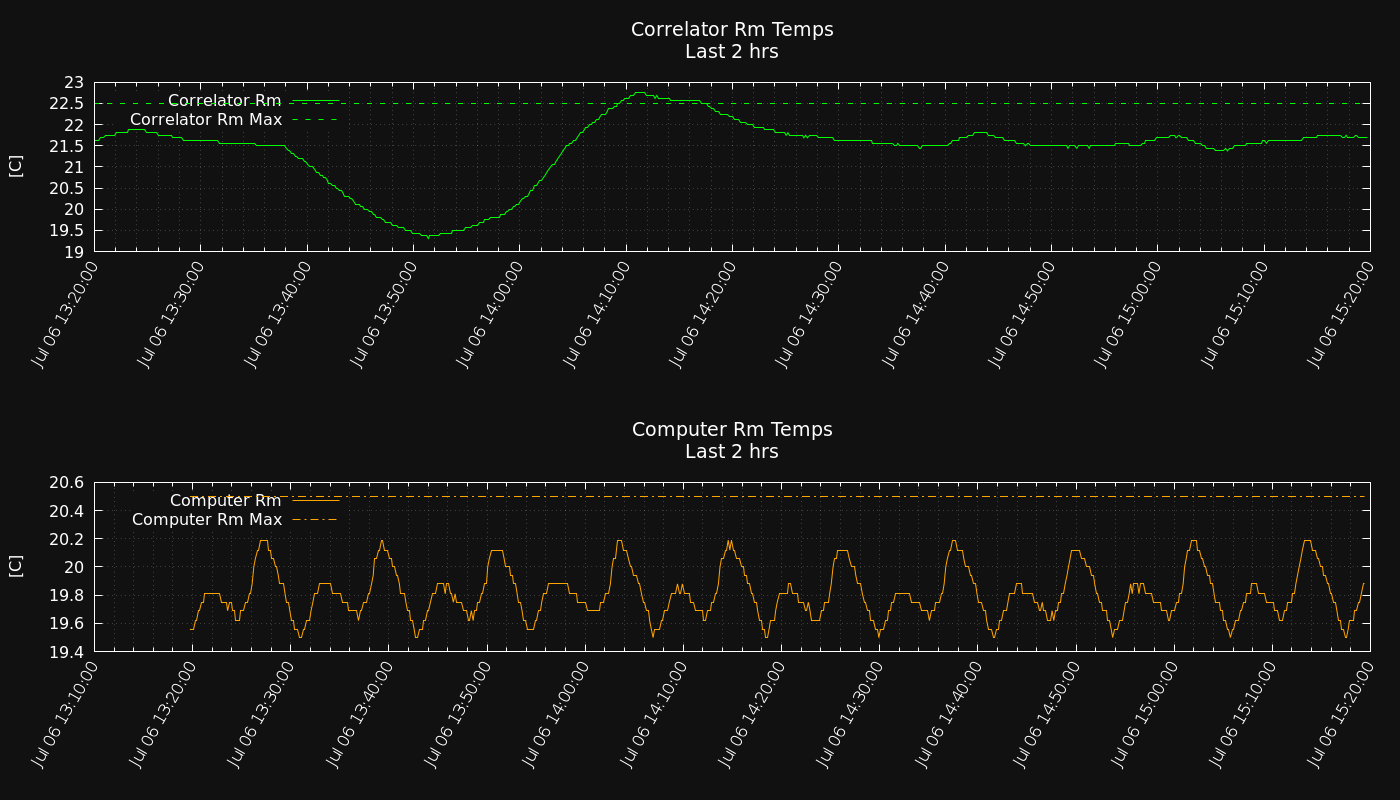 Correlator Rm Temps
Last 2 hrs
23
22.5
22
21.5
21
20.5
20
19.5
19
[C]
Correlator Rm
Correlator Rm Max
Jul 06 13:20:00
Jul 06 13:30:00
Jul 06 13:40:00
Jul 06 13:50:00
Jul 06 14:00:00
Jul 06 14:10:00
Jul 06 14:20:00
Jul 06 14:30:00
Jul 06 14:40:00
Jul 06 14:50:00
Jul 06 15:00:00
Jul 06 15:10:00
Jul 06 15:20:00
Computer Rm Temps
Last 2 hrs
20.6
20.4
20.2
20
19.8
19.6
19.4
[C]
Computer Rm
Computer Rm Max
Jul 06 13:10:00
Jul 06 13:20:00
Jul 06 13:30:00
Jul 06 13:40:00
Jul 06 13:50:00
Jul 06 14:00:00
Jul 06 14:10:00
Jul 06 14:20:00
Jul 06 14:30:00
Jul 06 14:40:00
Jul 06 14:50:00
Jul 06 15:00:00
Jul 06 15:10:00
Jul 06 15:20:00